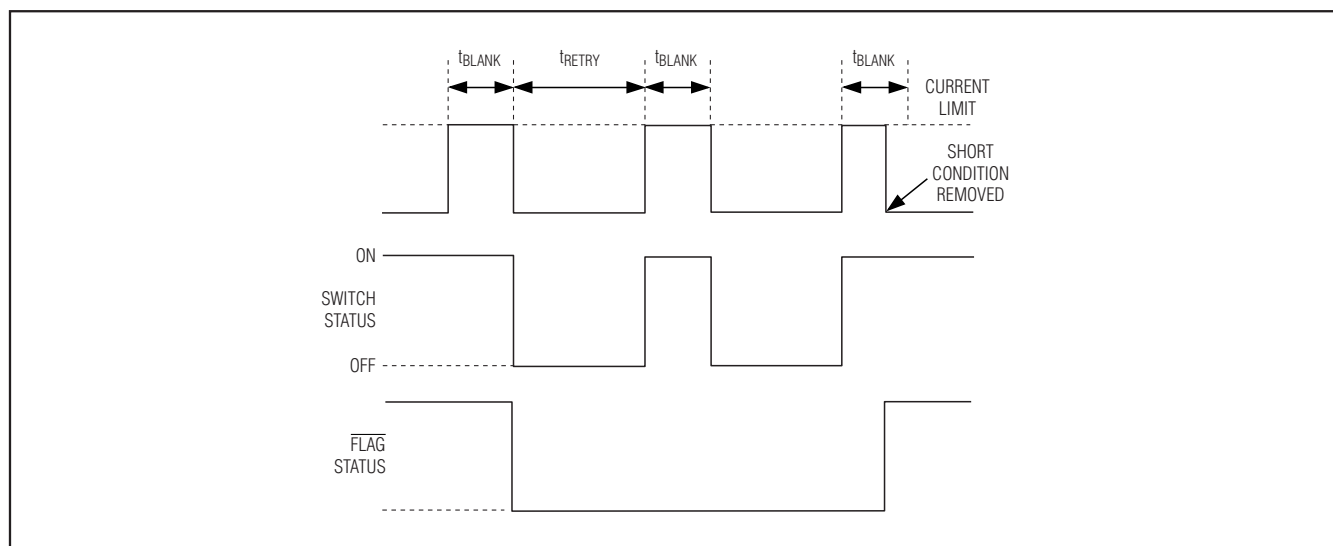 tBLANK
tRETRY
tBLANK
tBLANK
CURRENT
LIMIT
SHORT
CONDITION
REMOVED
ON
SWITCH
STATUS
OFF
FLAG
STATUS